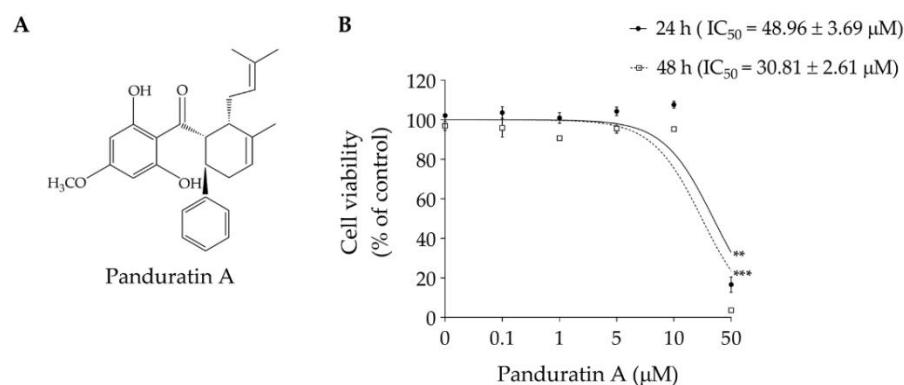 A
OH
O
H₃CO
OH
Panduratin A
B
24 h ( IC₅₀ = 48.96 ± 3.69 µM)
48 h (IC₅₀ = 30.81 ± 2.61 µM)
Cell viability
(% of control)
120
100
80
60
40
20
0
**
***
0 0.1 1 5 10 50
Panduratin A (µM)